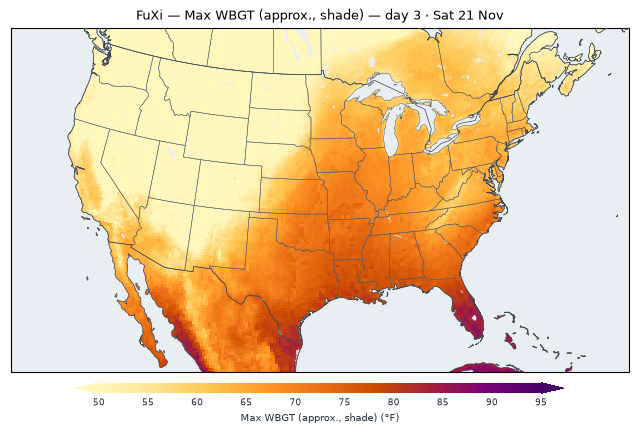 FuXi — Max WBGT (approx., shade) — day 3 · Sat 21 Nov
50 55 60 65 70 75 80 85 90 95
Max WBGT (approx., shade) (°F)